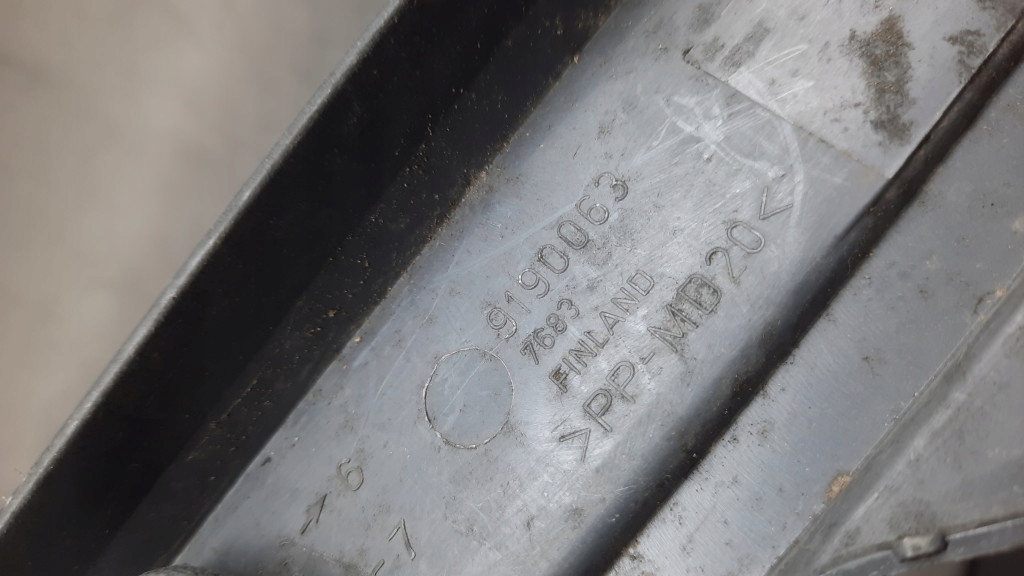 9190063
7683
FINLAND
>PP-MD20<
6
-7